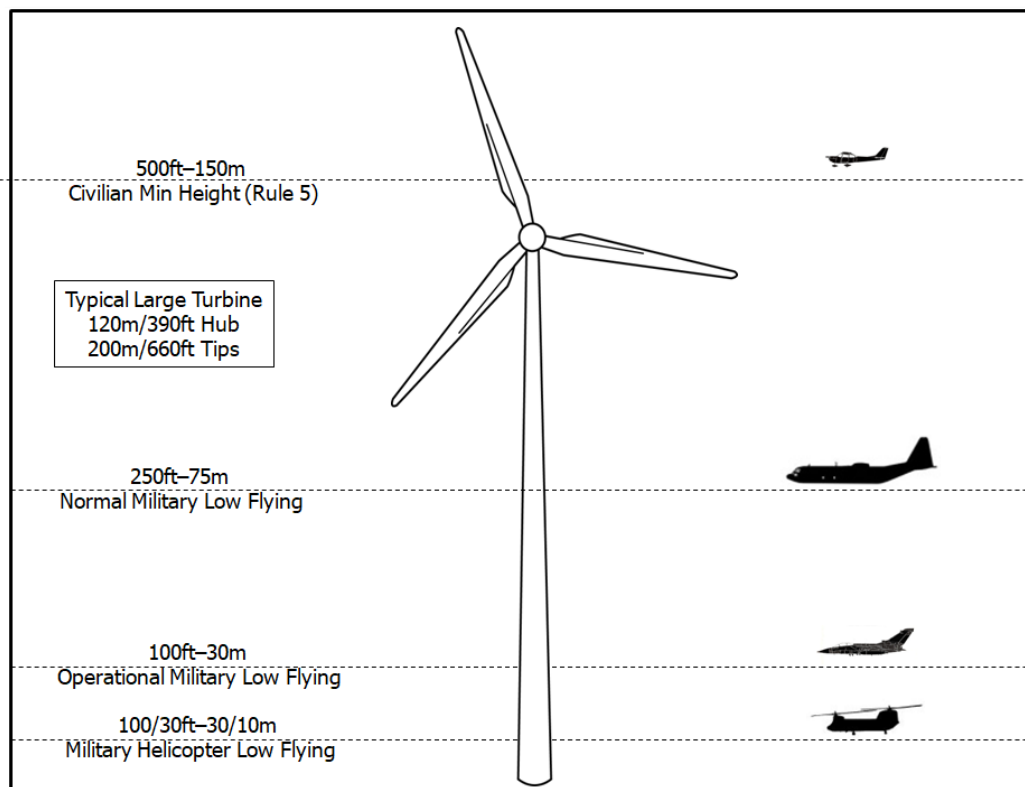 500ft–150m
Civilian Min Height (Rule 5)
Typical Large Turbine
120m/390ft Hub
200m/660ft Tips
250ft–75m
Normal Military Low Flying
100ft–30m
Operational Military Low Flying
100/30ft–30/10m
Military Helicopter Low Flying